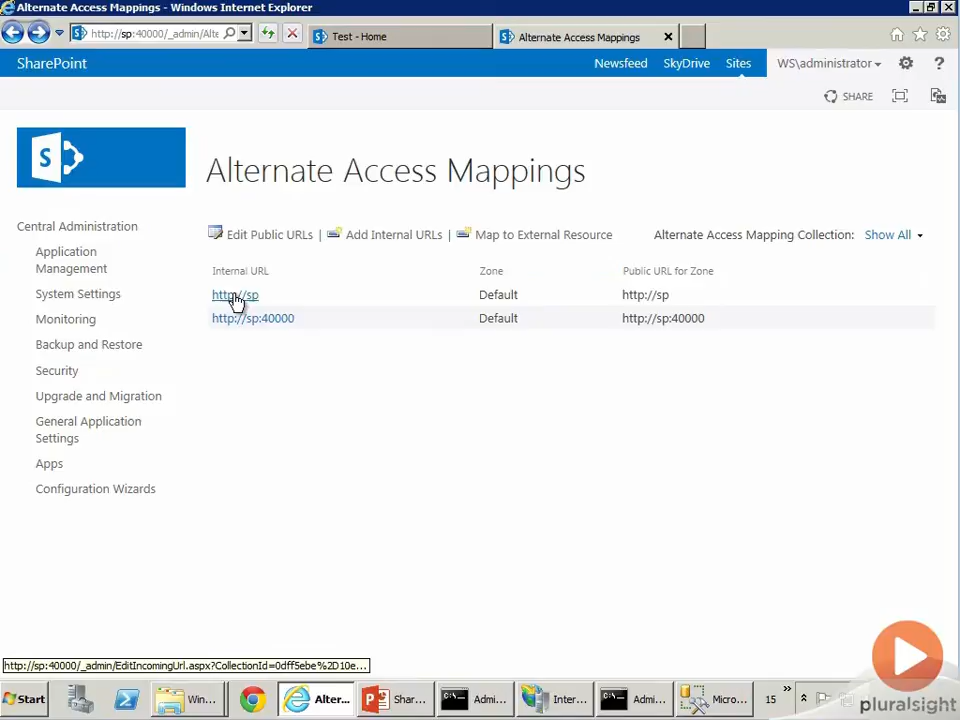 Alternate Access Mappings - Windows Internet Explorer
http://sp:40000/_admin/Alte
Test - Home
Alternate Access Mappings
SharePoint
Newsfeed
SkyDrive
Sites
WS\administrator
?
SHARE
S
Alternate Access Mappings
Central Administration
Application
Management
System Settings
Monitoring
Backup and Restore
Security
Upgrade and Migration
General Application
Settings
Apps
Configuration Wizards
Edit Public URLs | Add Internal URLs | Map to External Resource
Alternate Access Mapping Collection: Show All
Internal URL Zone Public URL for Zone
http://sp Default http://sp
http://sp:40000 Default http://sp:40000
http://sp:40000/_admin/EditIncomingUrl.aspx?CollectionId=0dff5ebe%2D10e...
Start
Win...
Alter...
Shar...
Admi...
Inter...
Admi...
Micro...
15
pluralsight